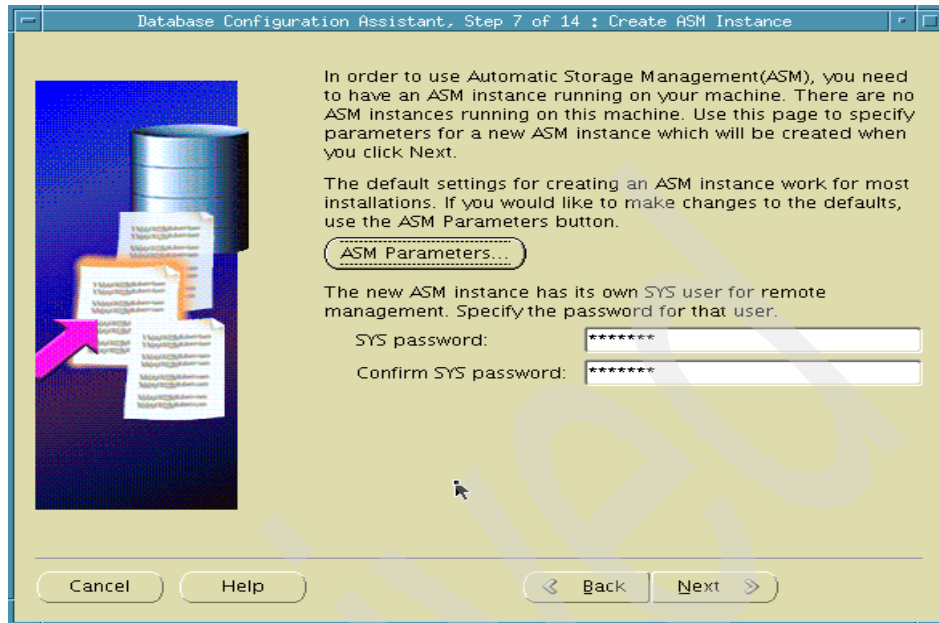 Database Configuration Assistant, Step 7 of 14 : Create ASM Instance
In order to use Automatic Storage Management(ASM), you need
to have an ASM instance running on your machine. There are no
ASM instances running on this machine. Use this page to specify
parameters for a new ASM instance which will be created when
you click Next.
The default settings for creating an ASM instance work for most
installations. If you would like to make changes to the defaults,
use the ASM Parameters button.
ASM Parameters...
The new ASM instance has its own SYS user for remote
management. Specify the password for that user.
SYS password: *******
Confirm SYS password: *******
Cancel Help Back Next